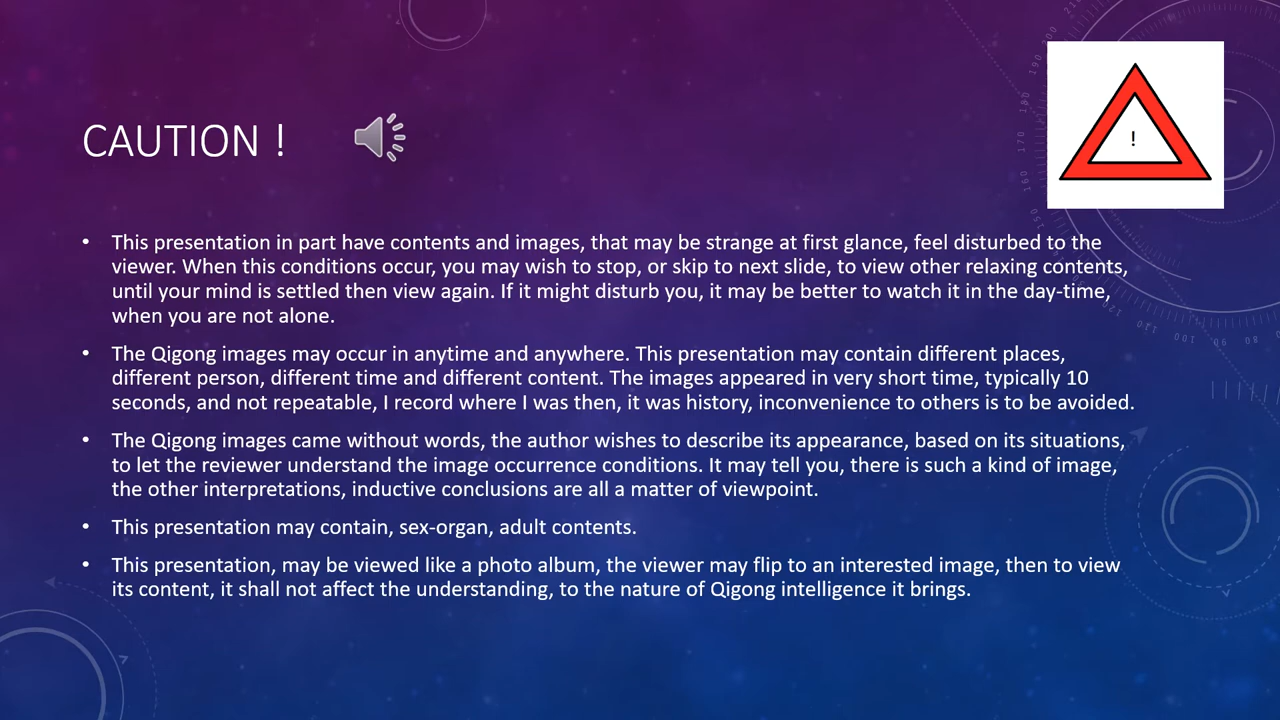 CAUTION !
!
• This presentation in part have contents and images, that may be strange at first glance, feel disturbed to the
viewer. When this conditions occur, you may wish to stop, or skip to next slide, to view other relaxing contents,
until your mind is settled then view again. If it might disturb you, it may be better to watch it in the day-time,
when you are not alone.
• The Qigong images may occur in anytime and anywhere. This presentation may contain different places,
different person, different time and different content. The images appeared in very short time, typically 10
seconds, and not repeatable, I record where I was then, it was history, inconvenience to others is to be avoided.
• The Qigong images came without words, the author wishes to describe its appearance, based on its situations,
to let the reviewer understand the image occurrence conditions. It may tell you, there is such a kind of image,
the other interpretations, inductive conclusions are all a matter of viewpoint.
• This presentation may contain, sex-organ, adult contents.
• This presentation, may be viewed like a photo album, the viewer may flip to an interested image, then to view
its content, it shall not affect the understanding, to the nature of Qigong intelligence it brings.